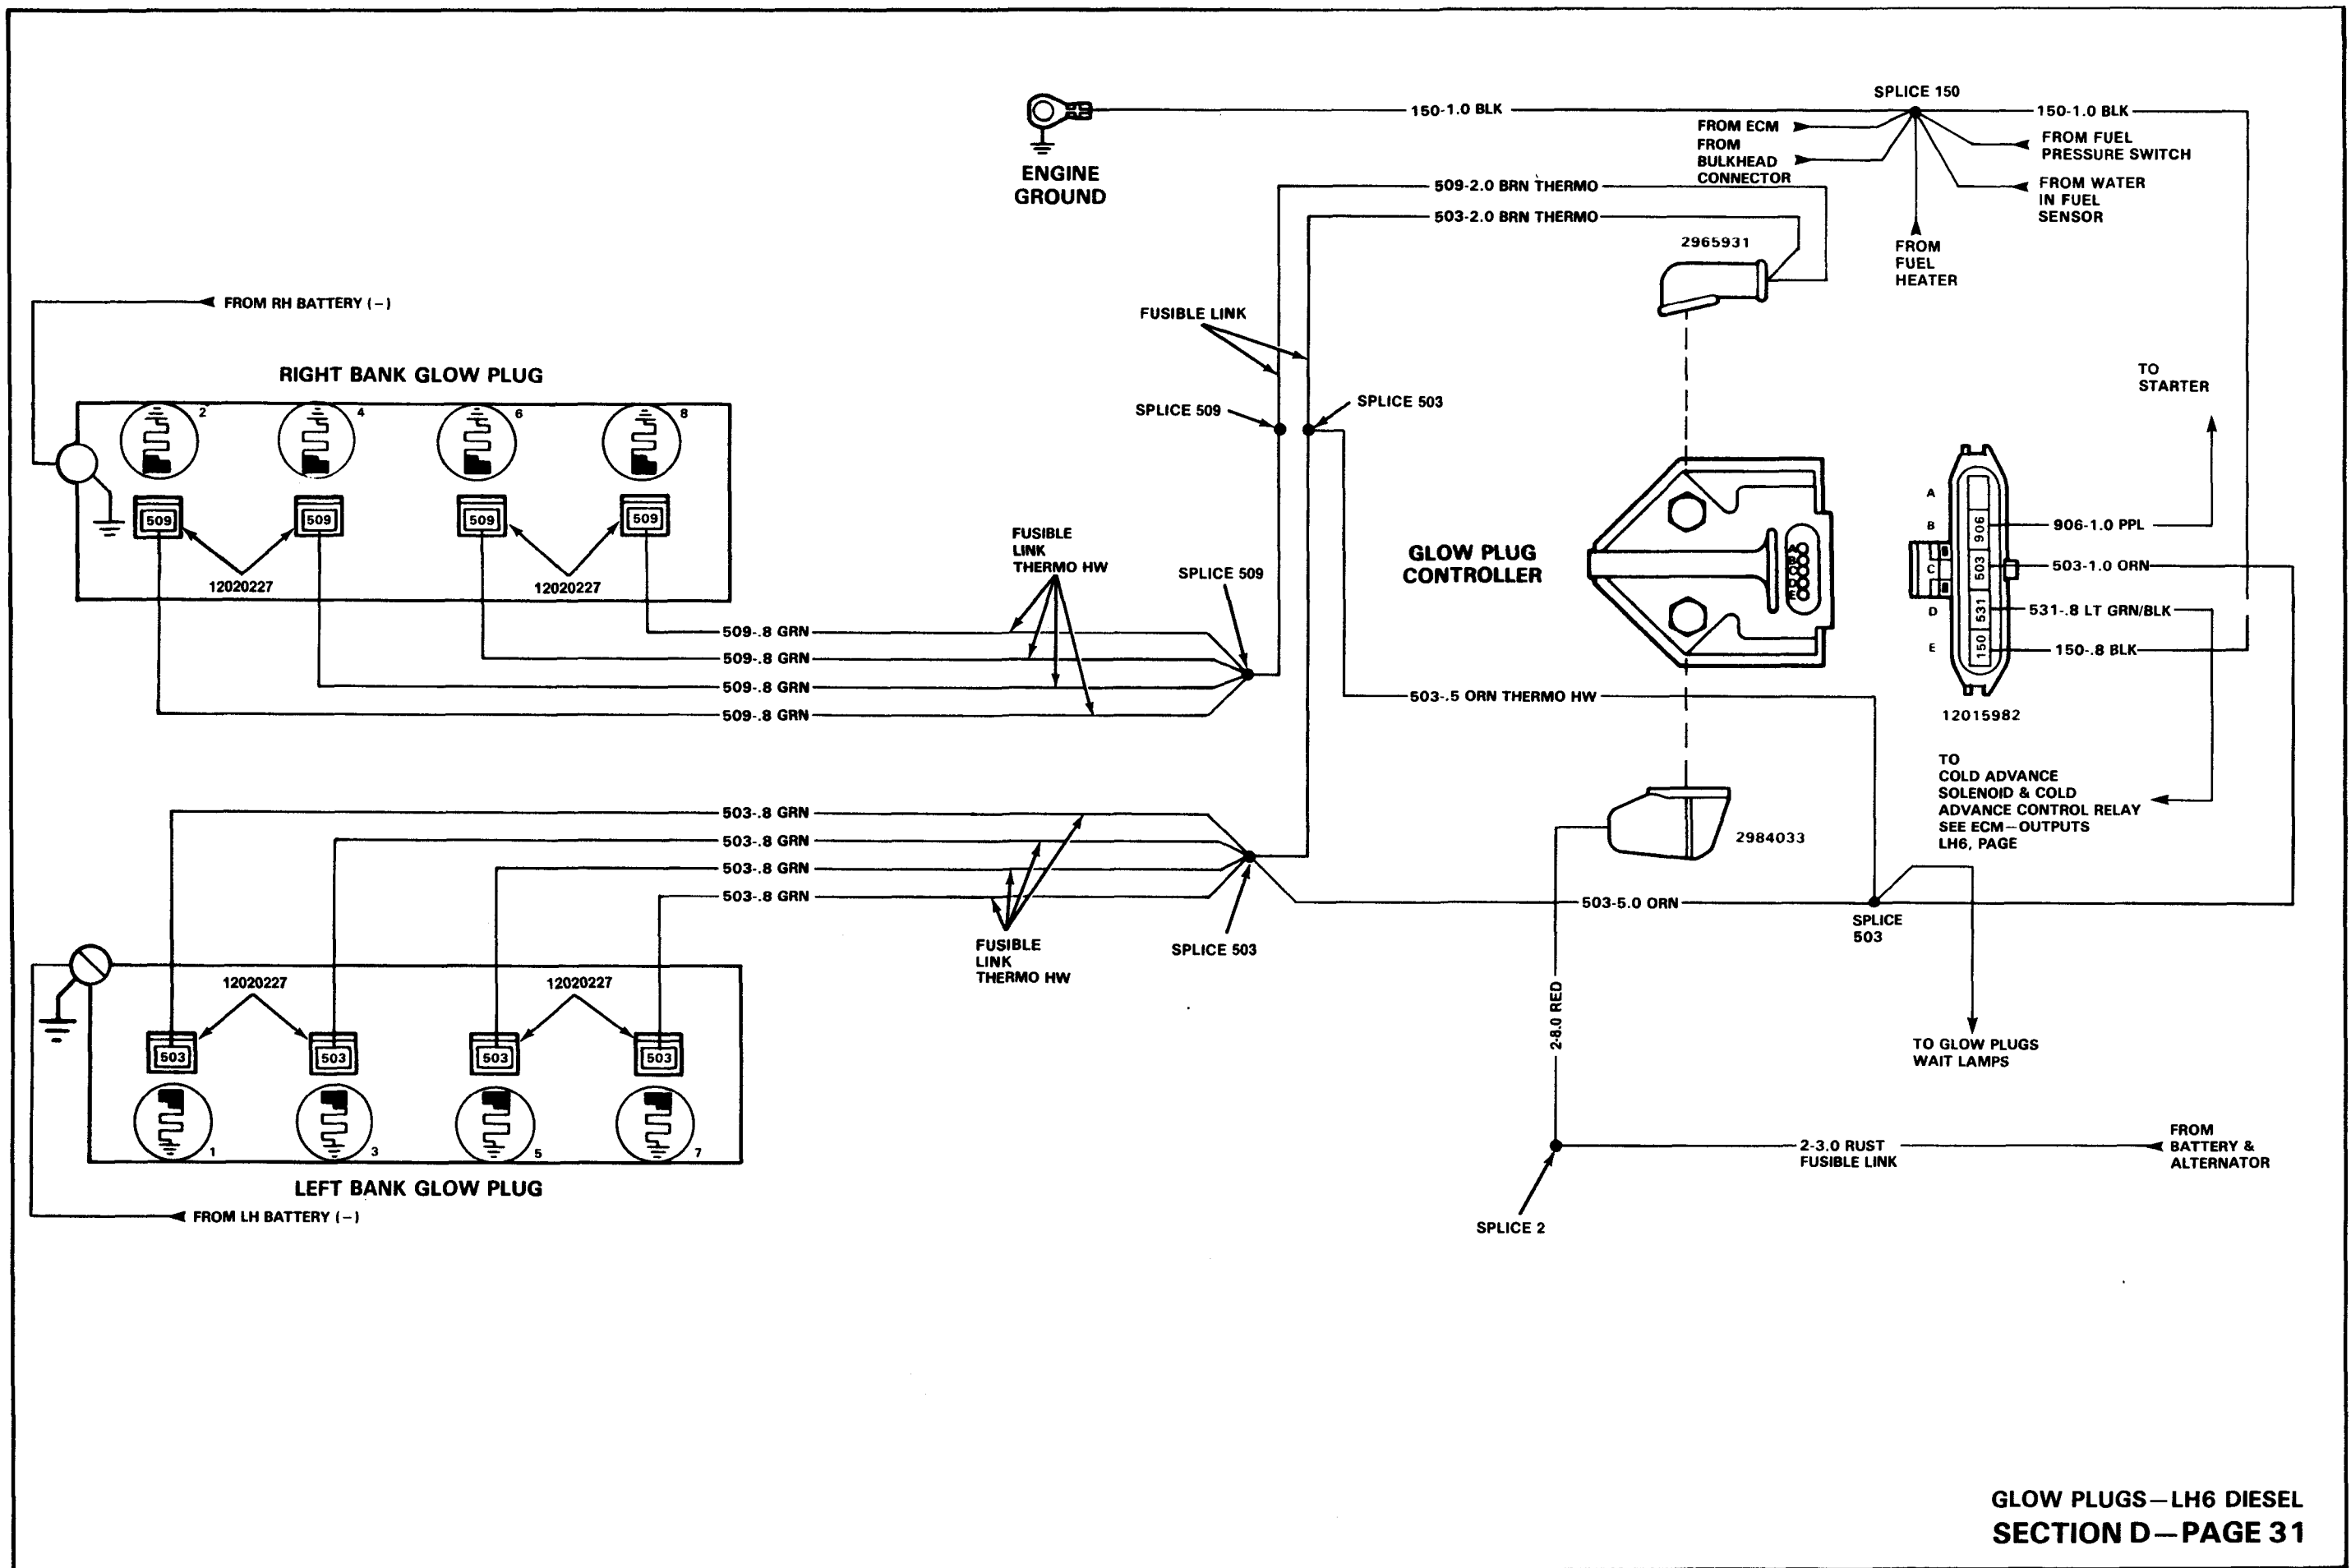 SPLICE 150
150-1.0 BLK
150-1.0 BLK
FROM ECM
FROM
BULKHEAD
CONNECTOR
FROM FUEL
PRESSURE SWITCH
FROM WATER
IN FUEL
SENSOR
FROM
FUEL
HEATER
ENGINE
GROUND
509-2.0 BRN THERMO
503-2.0 BRN THERMO
2965931
FROM RH BATTERY (−)
FUSIBLE LINK
RIGHT BANK GLOW PLUG
2
4
6
8
SPLICE 509
SPLICE 503
TO
STARTER
509
509
509
509
12020227
12020227
FUSIBLE
LINK
THERMO HW
SPLICE 509
GLOW PLUG
CONTROLLER
A
B
C
D
E
A
B
C
D
E
906
503
531
150
906-1.0 PPL
503-1.0 ORN
531-.8 LT GRN/BLK
150-.8 BLK
12015982
509-.8 GRN
509-.8 GRN
509-.8 GRN
509-.8 GRN
503-.5 ORN THERMO HW
TO
COLD ADVANCE
SOLENOID & COLD
ADVANCE CONTROL RELAY
SEE ECM—OUTPUTS
LH6, PAGE
2984033
503-.8 GRN
503-.8 GRN
503-.8 GRN
503-.8 GRN
503-5.0 ORN
SPLICE
503
FUSIBLE
LINK
THERMO HW
SPLICE 503
12020227
12020227
503
503
503
503
2-8.0 RED
TO GLOW PLUGS
WAIT LAMPS
1
3
5
7
LEFT BANK GLOW PLUG
FROM LH BATTERY (−)
2-3.0 RUST
FUSIBLE LINK
FROM
BATTERY &
ALTERNATOR
SPLICE 2
GLOW PLUGS—LH6 DIESEL
SECTION D—PAGE 31